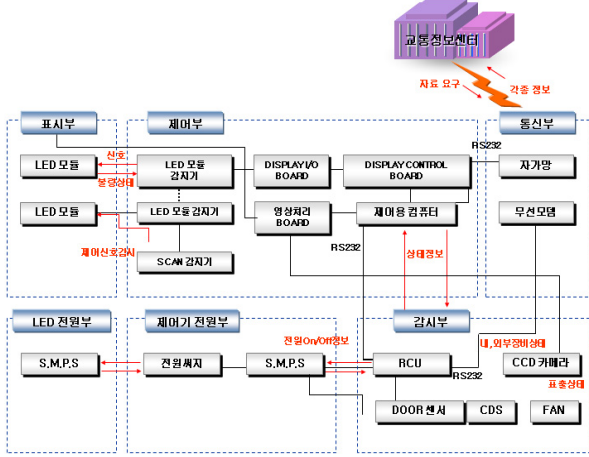 교통정보센터
자료 요구
각종 정보
표시부
제어부
통신부
RS232
LED 모듈
신호
불량상태
LED 모듈
감지기
DISPLAY I/O
BOARD
DISPLAY CONTROL
BOARD
자가망
LED 모듈
LED 모듈 감지기
영상처리
BOARD
제어용 컴퓨터
무선모뎀
제어신호감시
SCAN 감지기
RS232
상태정보
LED 전원부
제어기 전원부
감시부
전원On/Off정보
내,외부장비상태
S.M.P.S
전원써지
S.M.P.S
RCU
RS232
CCD 카메라
표출상태
DOOR 센서
CDS
FAN